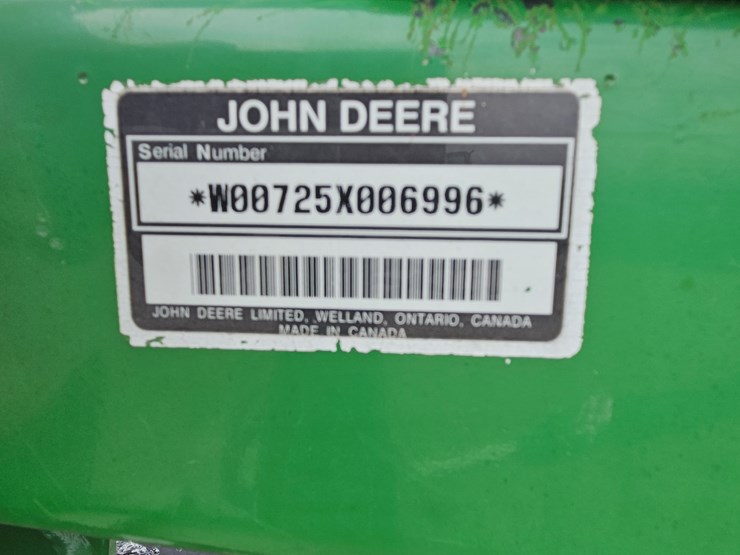 JOHN DEERE
Serial Number
*W00725X006996*
JOHN DEERE LIMITED, WELLAND, ONTARIO, CANADA
MADE IN CANADA